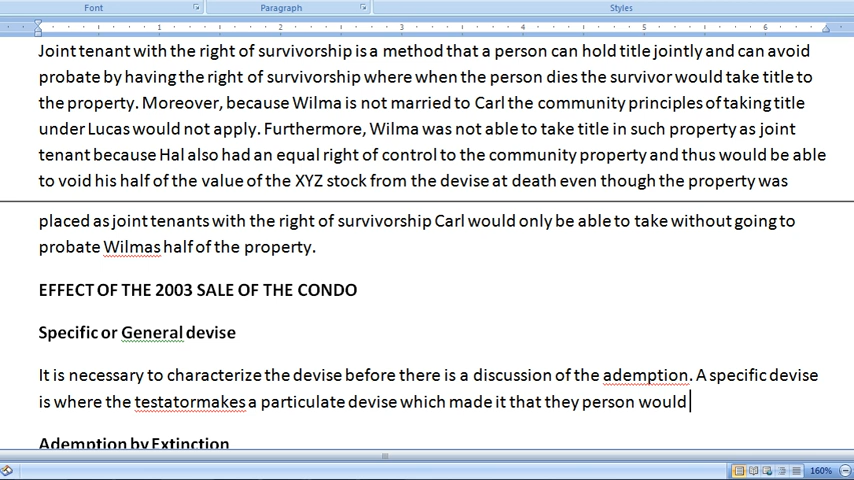 Font Paragraph Styles
1 2 3 4 5 6
Joint tenant with the right of survivorship is a method that a person can hold title jointly and can avoid
probate by having the right of survivorship where when the person dies the survivor would take title to
the property. Moreover, because Wilma is not married to Carl the community principles of taking title
under Lucas would not apply. Furthermore, Wilma was not able to take title in such property as joint
tenant because Hal also had an equal right of control to the community property and thus would be able
to void his half of the value of the XYZ stock from the devise at death even though the property was
placed as joint tenants with the right of survivorship Carl would only be able to take without going to
probate Wilmas half of the property.
EFFECT OF THE 2003 SALE OF THE CONDO
Specific or General devise
It is necessary to characterize the devise before there is a discussion of the ademption. A specific devise
is where the testatormakes a particulate devise which made it that they person would
Ademption by Extinction
160%